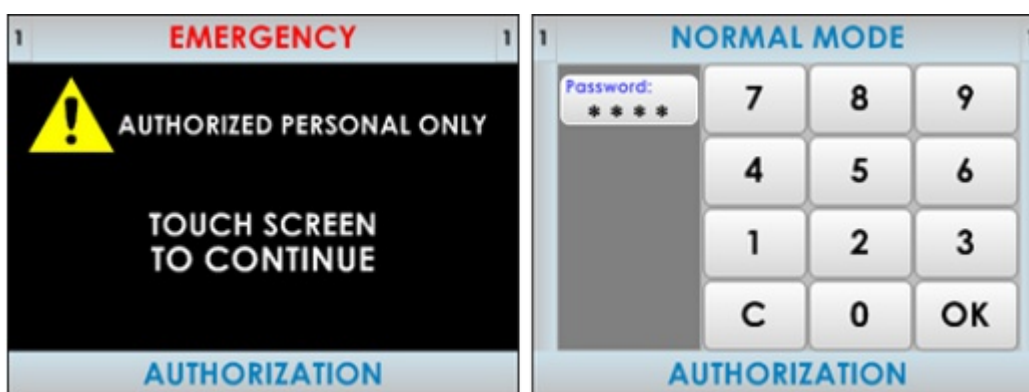 1 EMERGENCY 1
! AUTHORIZED PERSONAL ONLY
TOUCH SCREEN
TO CONTINUE
AUTHORIZATION
1 NORMAL MODE
Password:
* * * *
7 8 9
4 5 6
1 2 3
C 0 OK
AUTHORIZATION